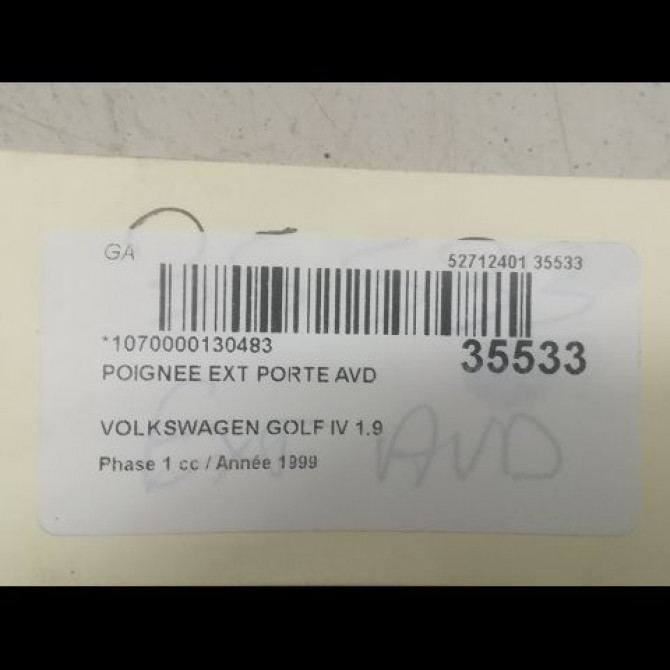 GA
52712401 35533
*1070000130483
35533
POIGNEE EXT PORTE AVD
VOLKSWAGEN GOLF IV 1.9
Phase 1 cc / Année 1999
EXT AVD